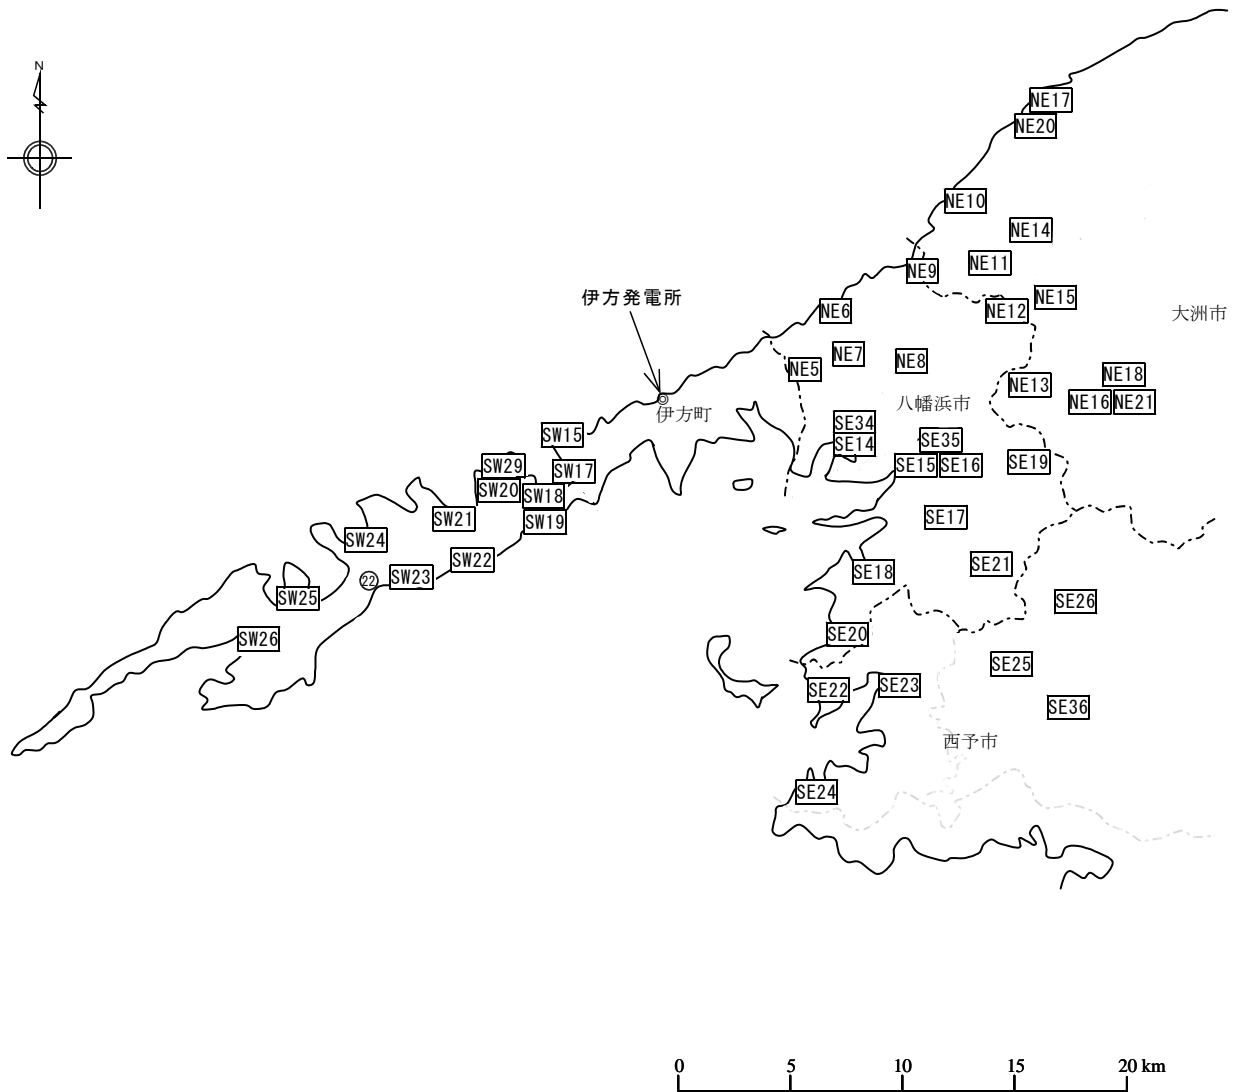 N
NE17
NE20
NE10
NE14
NE11
NE9
伊方発電所
NE15
NE6
NE12
大洲市
NE7
NE8
NE5
NE18
NE13
NE16
NE21
八幡浜市
伊方町
SE34
SW15
SE35
SE14
SW29
SW17
SE15
SE16
SE19
SW20
SW18
SW21
SW19
SE17
SW24
SW22
SE21
SE18
22
SW23
SW25
SE26
SW26
SE20
SE25
SE22
SE23
SE36
西予市
SE24
0 5 10 15 20 km